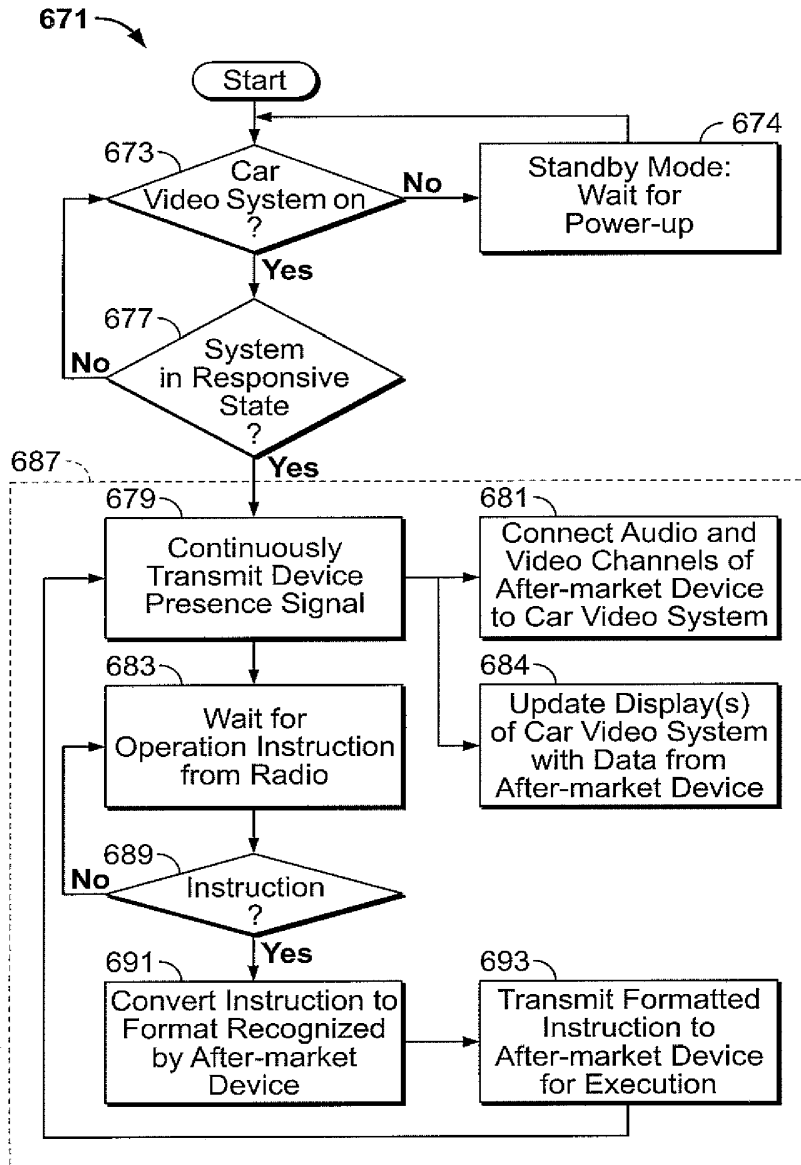 671
Start
673
Car
Video System on
?
No
674
Standby Mode:
Wait for
Power-up
Yes
677
System
in Responsive
State
?
No
Yes
687
679
Continuously
Transmit Device
Presence Signal
681
Connect Audio and
Video Channels of
After-market Device
to Car Video System
683
Wait for
Operation Instruction
from Radio
684
Update Display(s)
of Car Video System
with Data from
After-market Device
689
Instruction
?
No
Yes
691
Convert Instruction to
Format Recognized
by After-market
Device
693
Transmit Formatted
Instruction to
After-market Device
for Execution